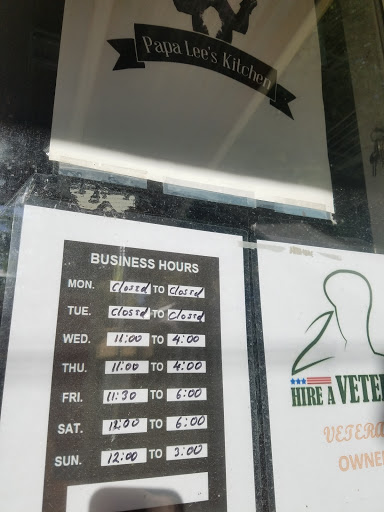 Papa Lee's Kitchen
BUSINESS HOURS
MON. Closed TO Closed
TUE. Closed TO Closed
WED. 11:00 TO 4:00
THU. 11:00 TO 4:00
FRI. 11:30 TO 6:00
SAT. TO 6:00
SUN. 12:00 TO 3:00
HIRE A VETE
VETERA
OWNE